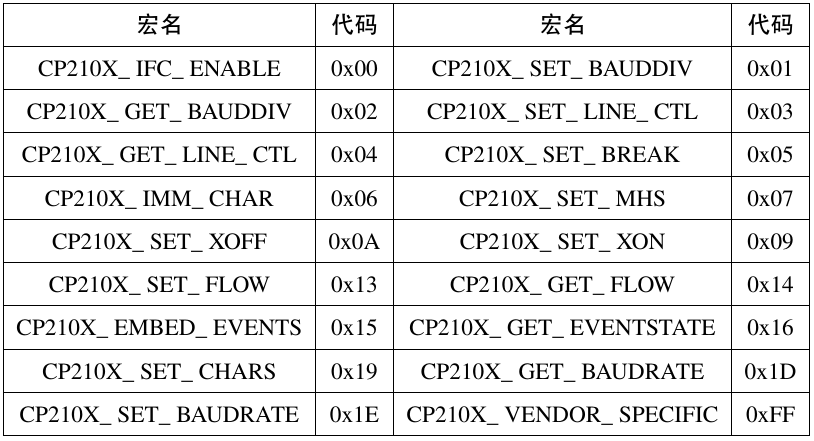 宏名 代码 宏名 代码
CP210X_ IFC_ ENABLE 0x00 CP210X_ SET_ BAUDDIV 0x01
CP210X_ GET_ BAUDDIV 0x02 CP210X_ SET_ LINE_ CTL 0x03
CP210X_ GET_ LINE_ CTL 0x04 CP210X_ SET_ BREAK 0x05
CP210X_ IMM_ CHAR 0x06 CP210X_ SET_ MHS 0x07
CP210X_ SET_ XOFF 0x0A CP210X_ SET_ XON 0x09
CP210X_ SET_ FLOW 0x13 CP210X_ GET_ FLOW 0x14
CP210X_ EMBED_ EVENTS 0x15 CP210X_ GET_ EVENTSTATE 0x16
CP210X_ SET_ CHARS 0x19 CP210X_ GET_ BAUDRATE 0x1D
CP210X_ SET_ BAUDRATE 0x1E CP210X_ VENDOR_ SPECIFIC 0xFF